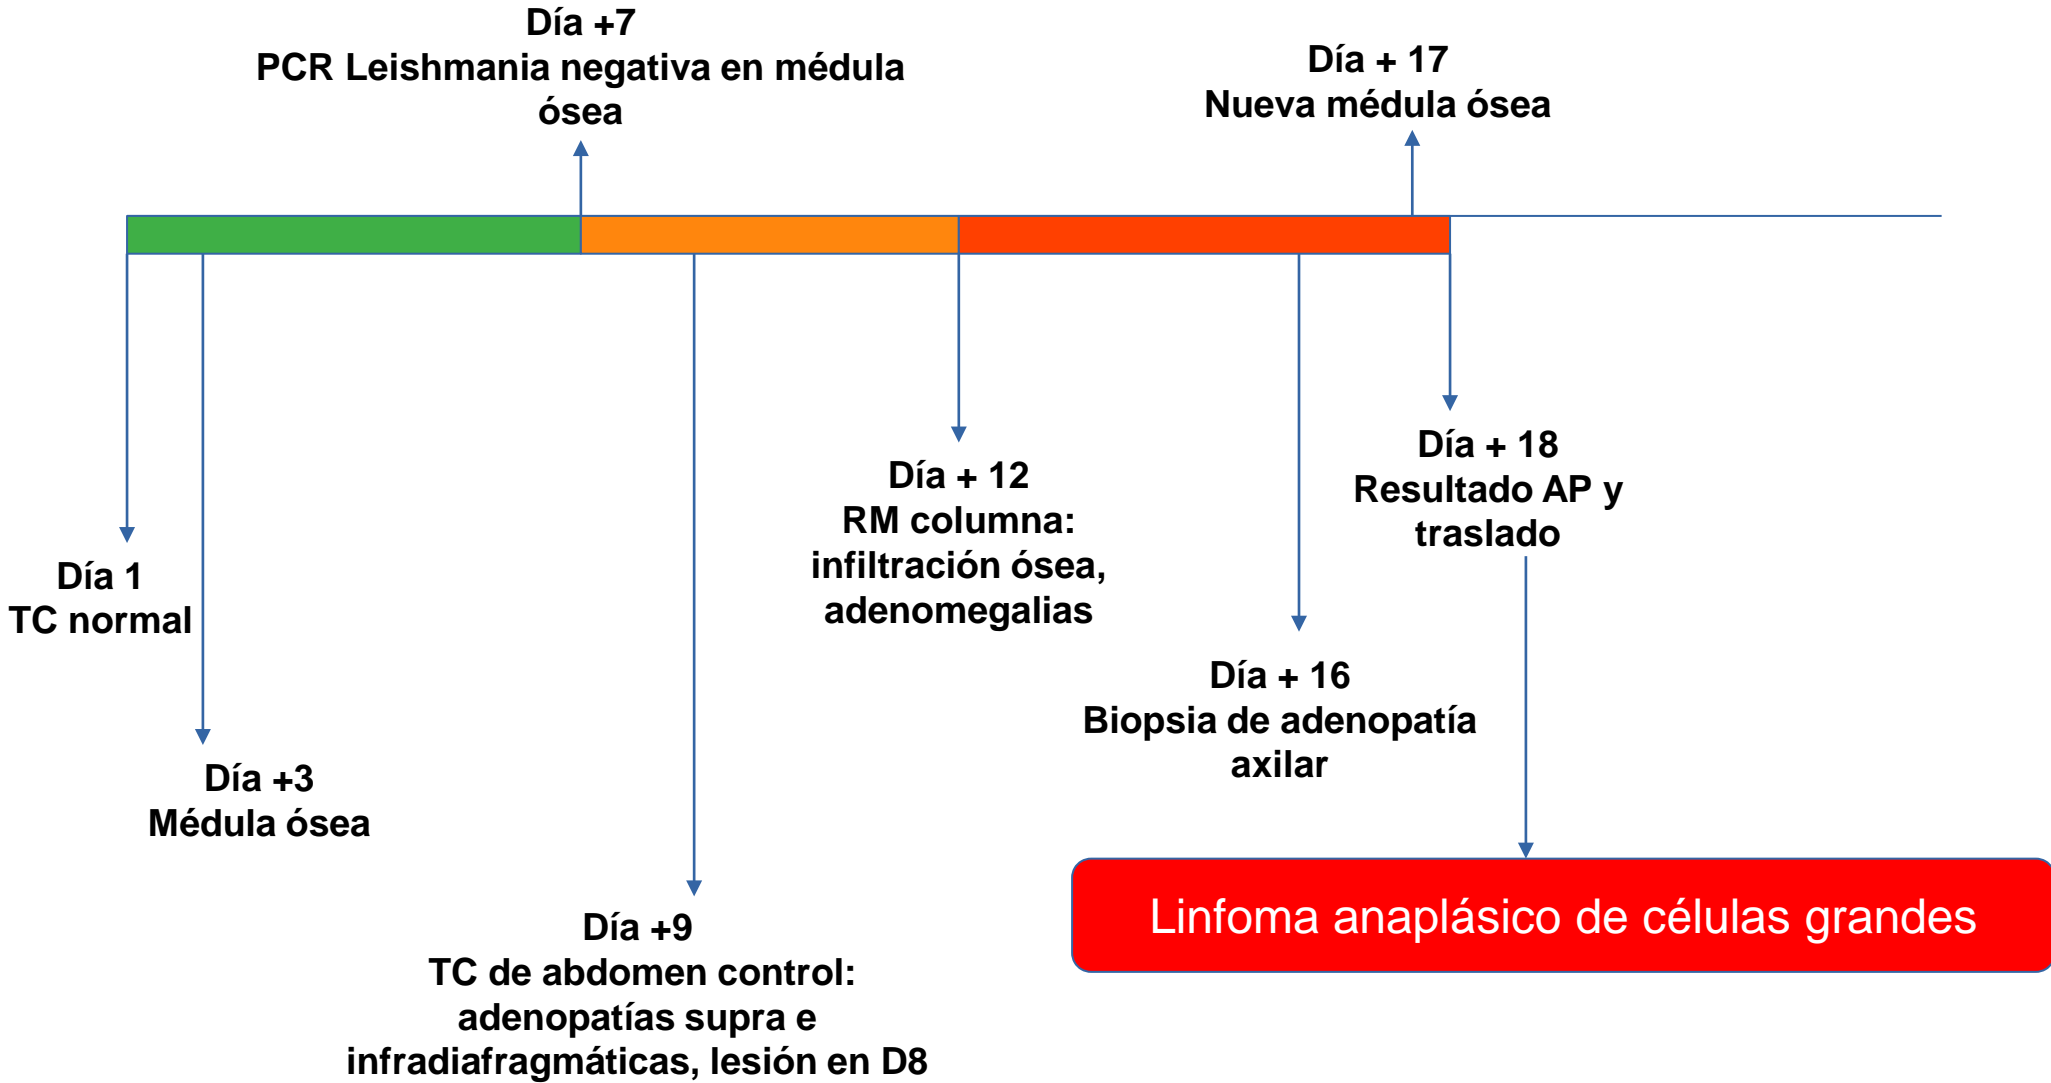 Día +7
PCR Leishmania negativa en médula
ósea
Día + 17
Nueva médula ósea
Día 1
TC normal
Día +3
Médula ósea
Día +9
TC de abdomen control:
adenopatías supra e
infradiafragmáticas, lesión en D8
Día + 12
RM columna:
infiltración ósea,
adenomegalias
Día + 16
Biopsia de adenopatía
axilar
Día + 18
Resultado AP y
traslado
Linfoma anaplásico de células grandes